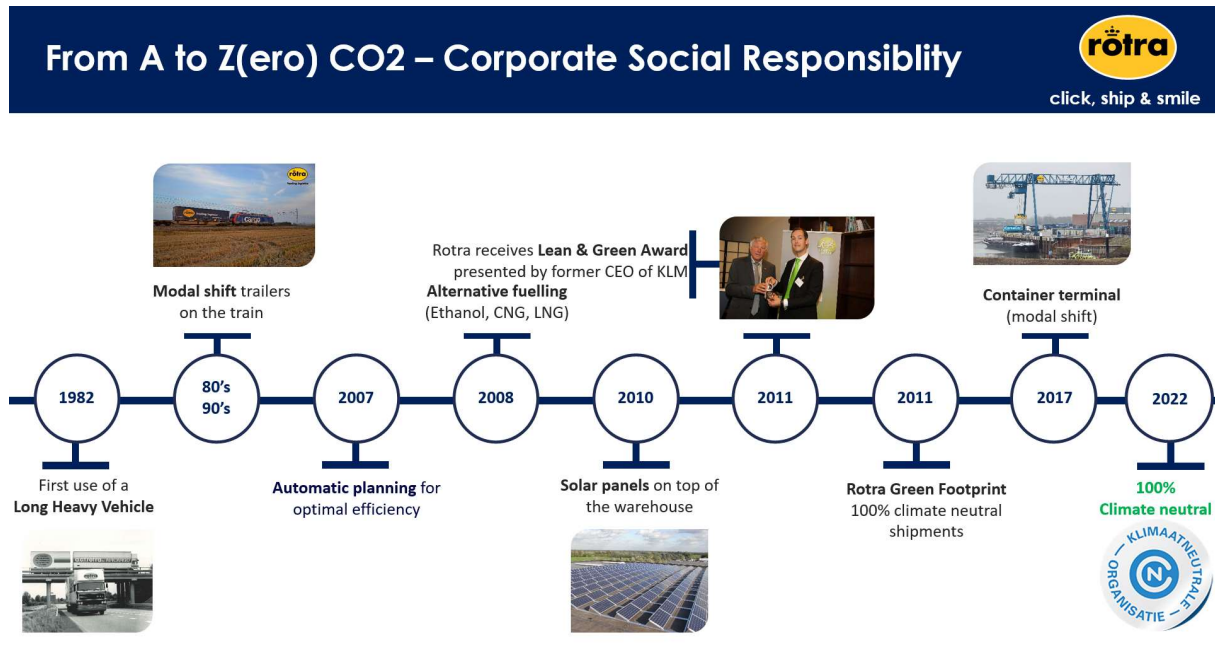 From A to Z(ero) CO2 – Corporate Social Responsiblity
rotra
click, ship & smile
rotra
Cargo
Modal shift trailers
on the train
Rotra receives Lean & Green Award
presented by former CEO of KLM
Alternative fuelling
(Ethanol, CNG, LNG)
Container terminal
(modal shift)
1982
80's
90's
2007
2008
2010
2011
2011
2017
2022
First use of a
Long Heavy Vehicle
Automatic planning for
optimal efficiency
Solar panels on top of
the warehouse
Rotra Green Footprint
100% climate neutral
shipments
100%
Climate neutral
KLIMAATNEUTRALE
ORGANISATIE
CN